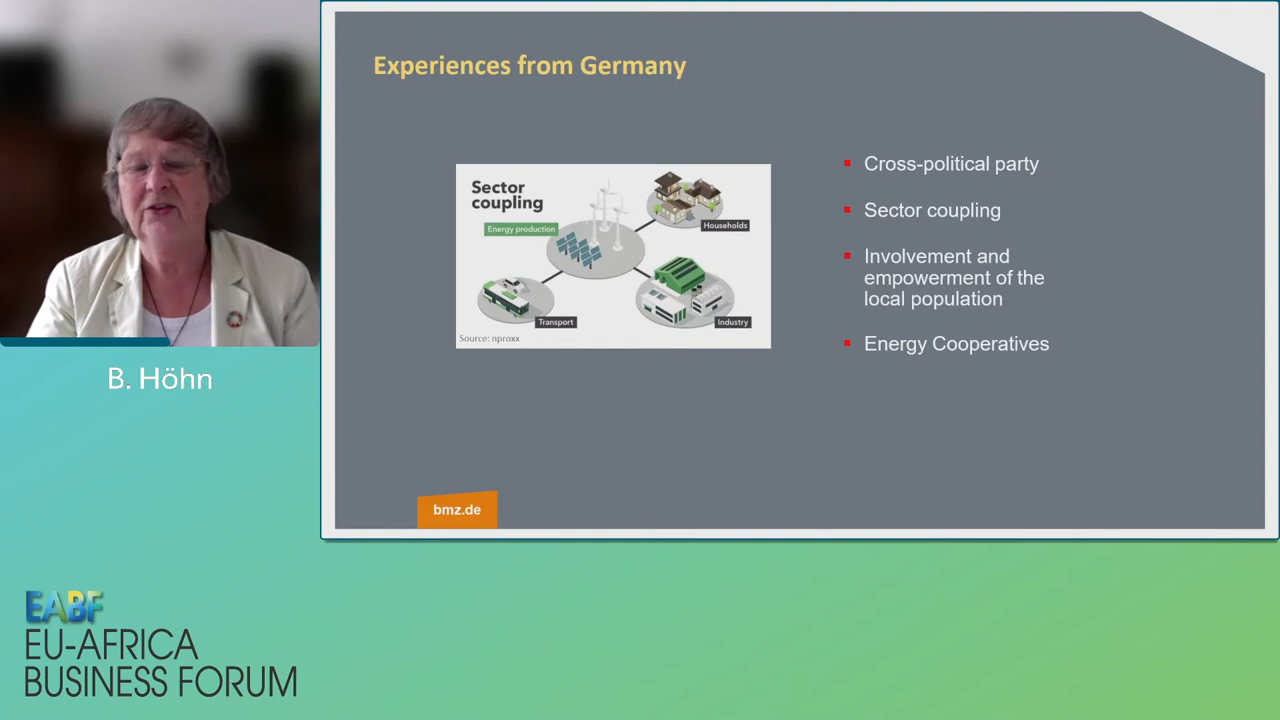 Experiences from Germany
Sector
coupling
Energy production
Households
Transport
Industry
Source: nproxx
Cross-political party
Sector coupling
Involvement and
empowerment of the
local population
Energy Cooperatives
bmz.de
B. Höhn
EABF
EU-AFRICA
BUSINESS FORUM